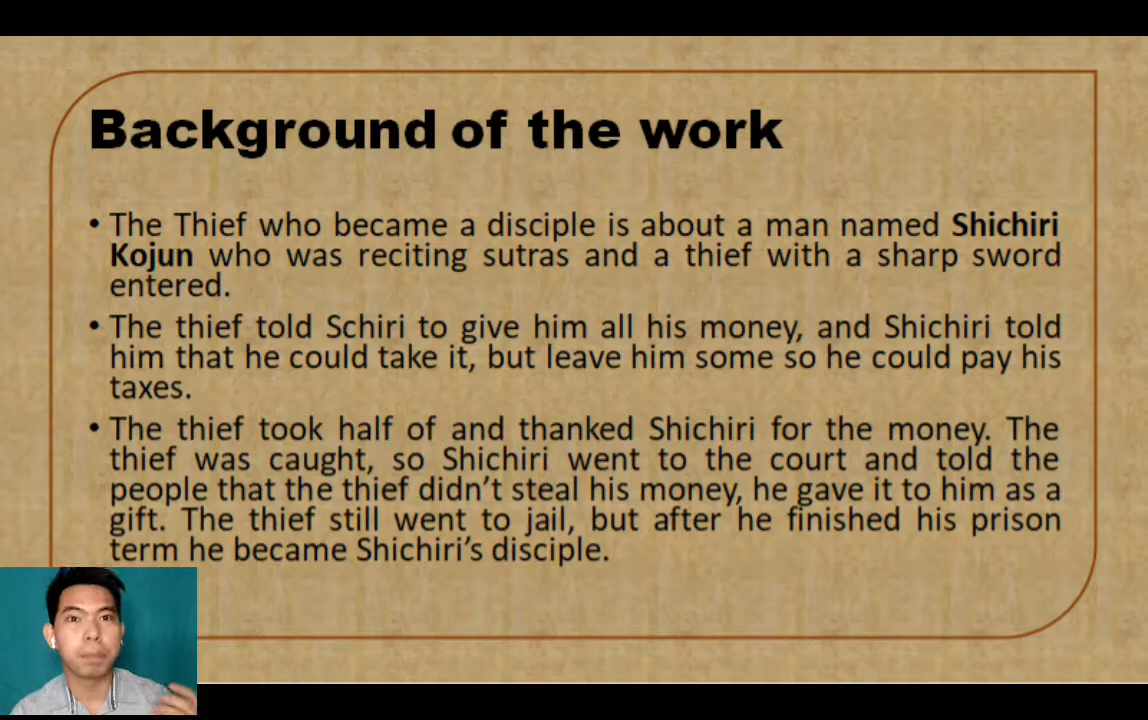 Background of the work
• The Thief who became a disciple is about a man named Shichiri
Kojun who was reciting sutras and a thief with a sharp sword
entered.
• The thief told Schiri to give him all his money, and Shichiri told
him that he could take it, but leave him some so he could pay his
taxes.
• The thief took half of and thanked Shichiri for the money. The
thief was caught, so Shichiri went to the court and told the
people that the thief didn’t steal his money, he gave it to him as a
gift. The thief still went to jail, but after he finished his prison
term he became Shichiri’s disciple.